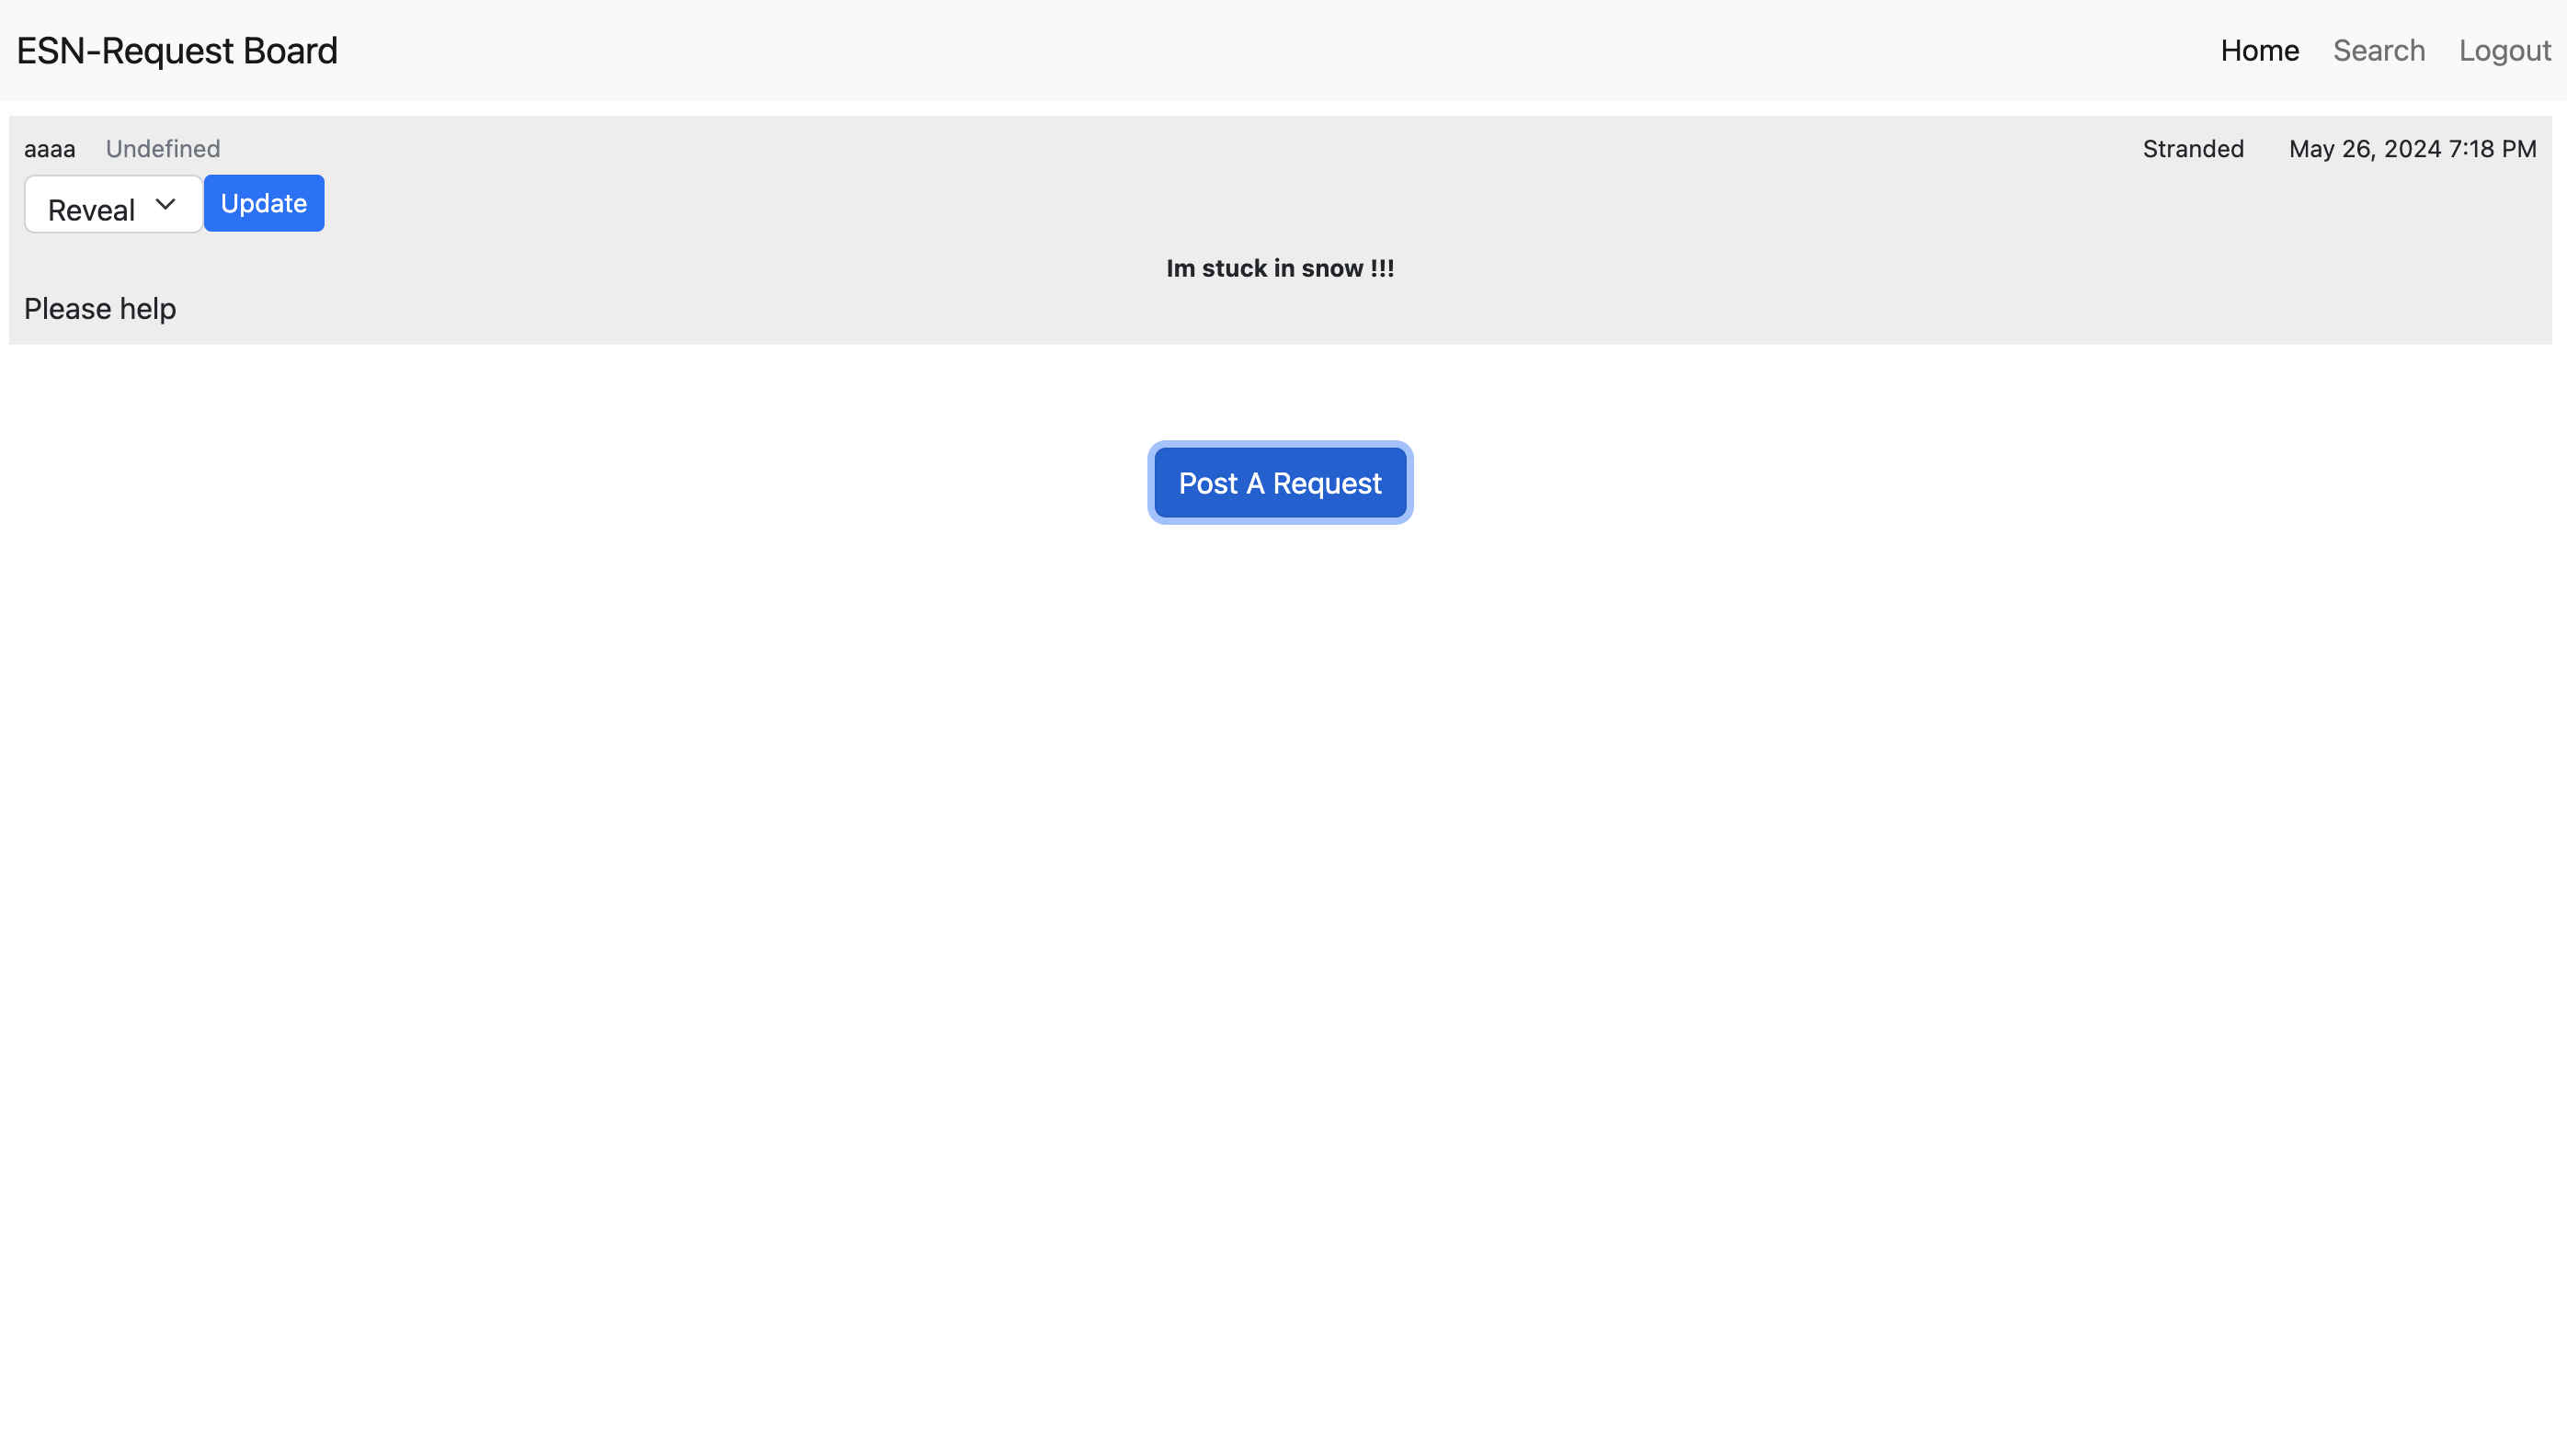 ESN-Request Board Home Search Logout
aaaa Undefined Stranded May 26, 2024 7:18 PM
Reveal Update
Im stuck in snow !!!
Please help
Post A Request